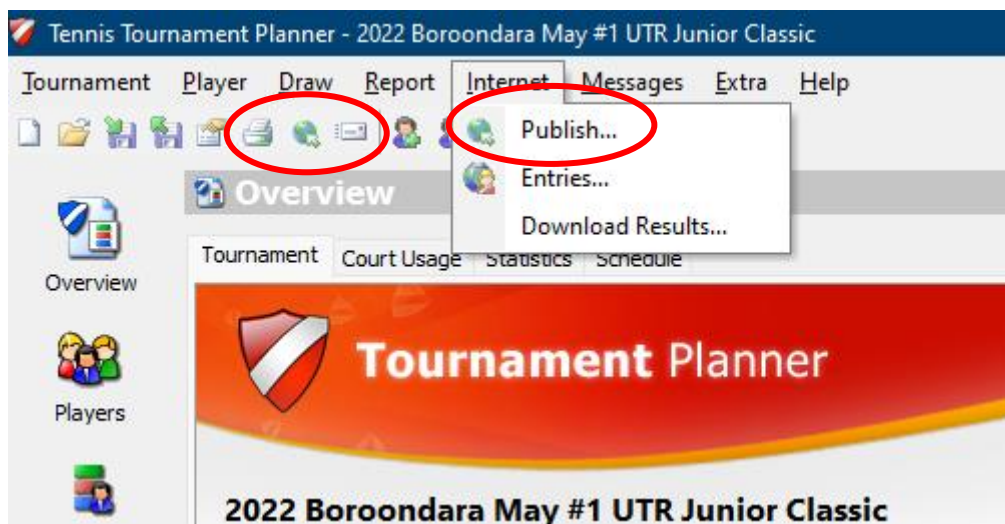 Tennis Tournament Planner - 2022 Boroondara May #1 UTR Junior Classic
Tournament Player Draw Report Internet Messages Extra Help
Publish...
Entries...
Download Results...
Overview
Tournament Court Usage Statistics Schedule
Overview
Tournament Planner
Players
2022 Boroondara May #1 UTR Junior Classic